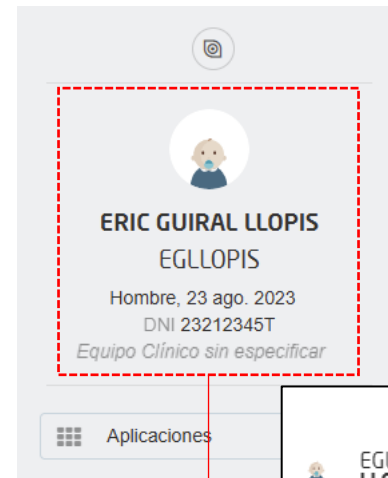 ERIC GUIRAL LLOPIS
EGLLOPIS
Hombre, 23 ago. 2023
DNI 23212345T
Equipo Clínico sin especificar
Aplicaciones